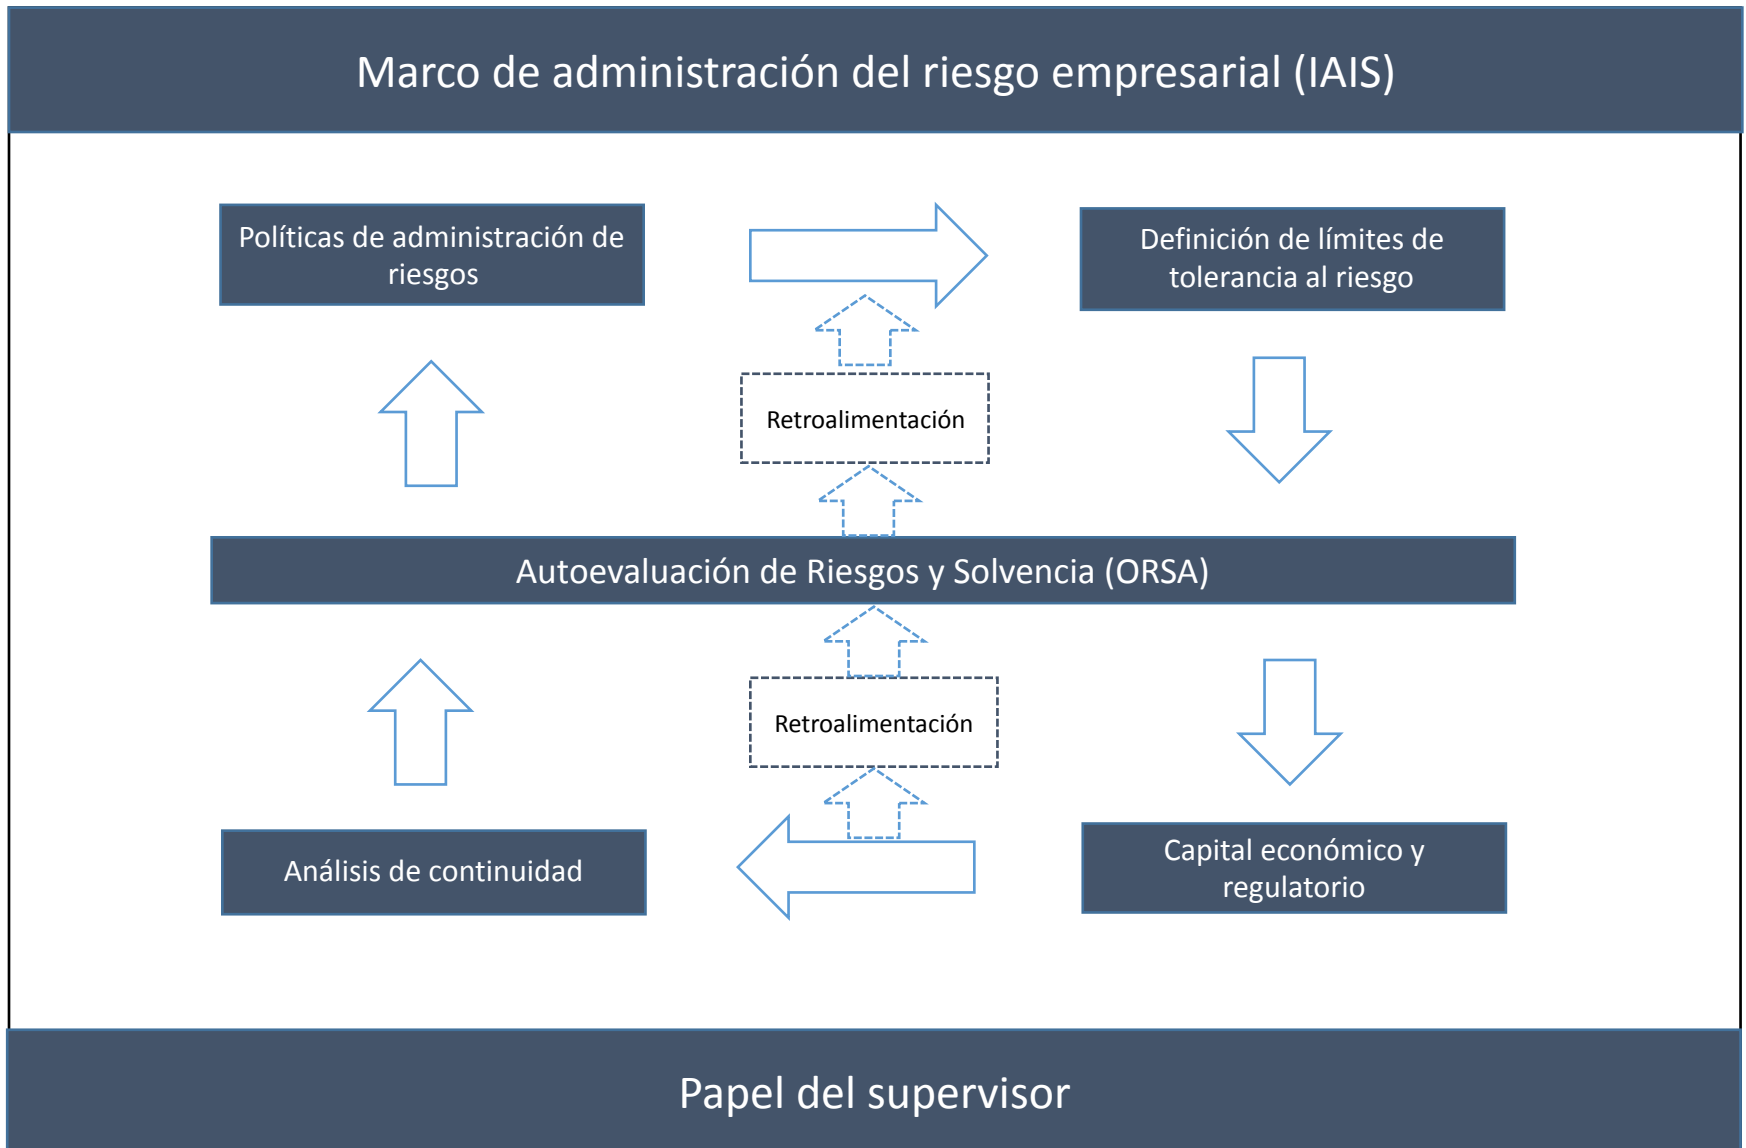 Marco de administración del riesgo empresarial (IAIS)
Políticas de administración de
riesgos
Definición de límites de
tolerancia al riesgo
Retroalimentación
Autoevaluación de Riesgos y Solvencia (ORSA)
Retroalimentación
Análisis de continuidad
Capital económico y
regulatorio
Papel del supervisor